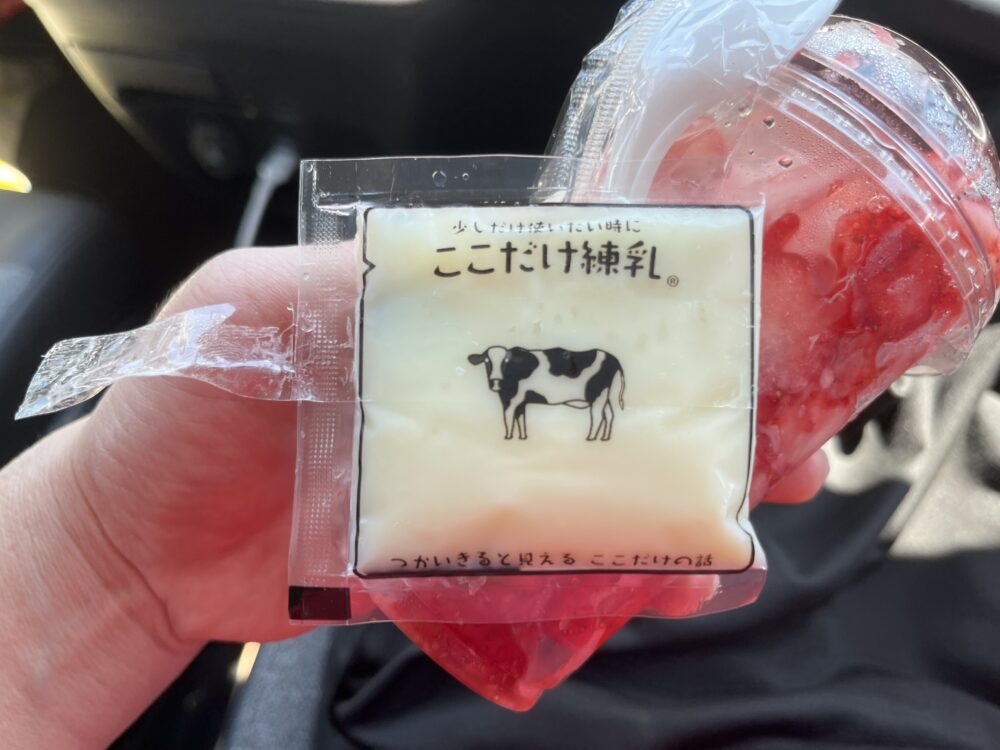 少しだけ使いたい時に
ここだけ練乳®
つかいきると見える ここだけの話